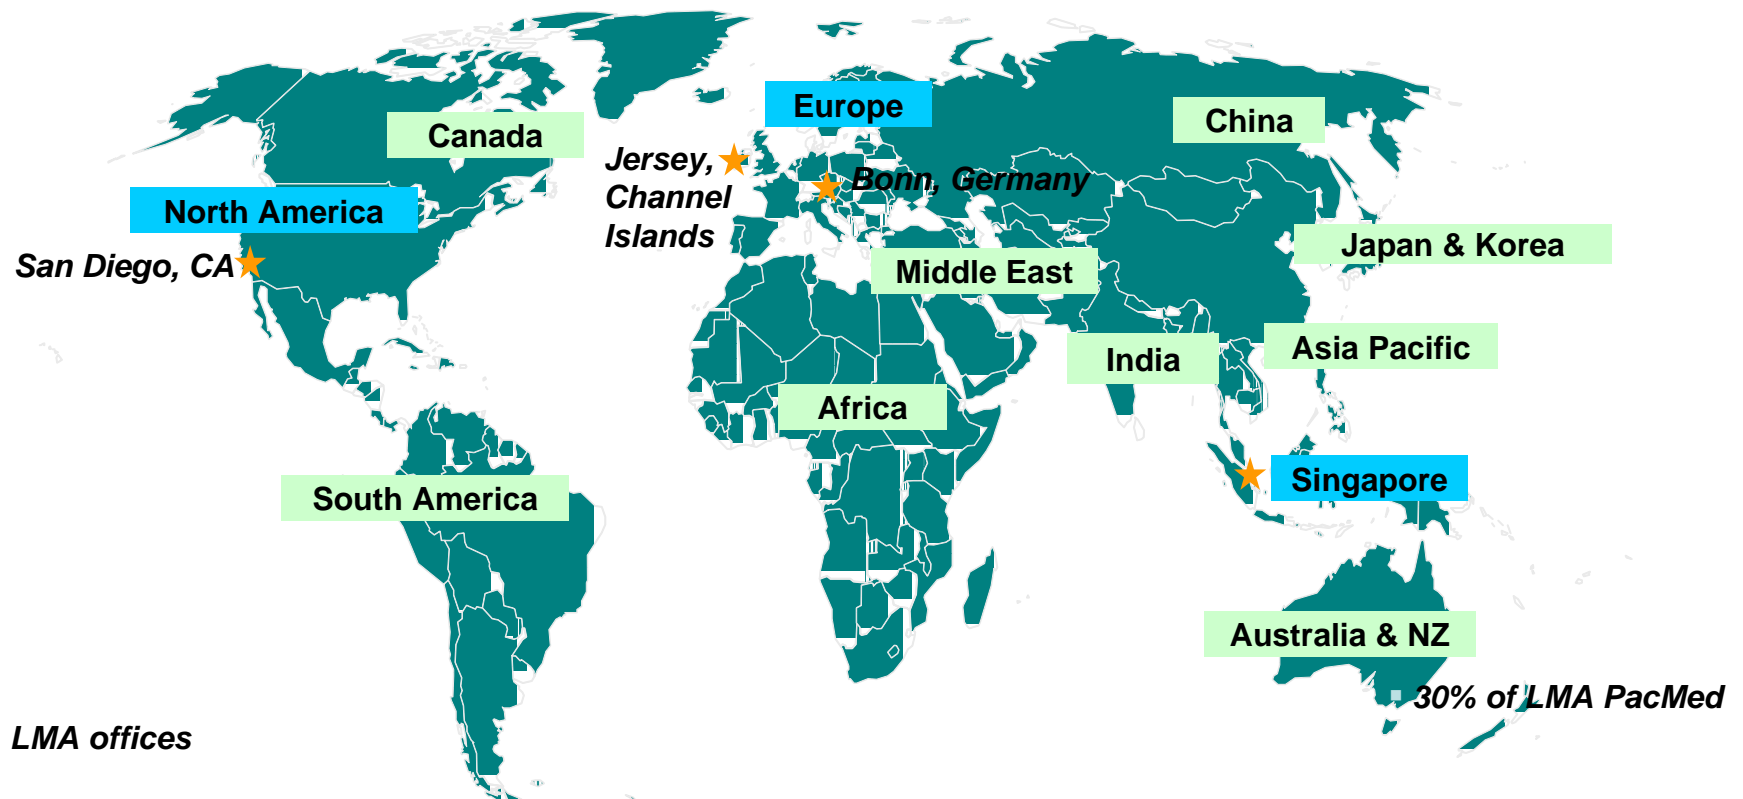 Europe
China
Canada
Jersey,
Channel
Islands
Bonn, Germany
North America
Japan & Korea
San Diego, CA
Middle East
Asia Pacific
India
Africa
Singapore
South America
Australia & NZ
30% of LMA PacMed
LMA offices